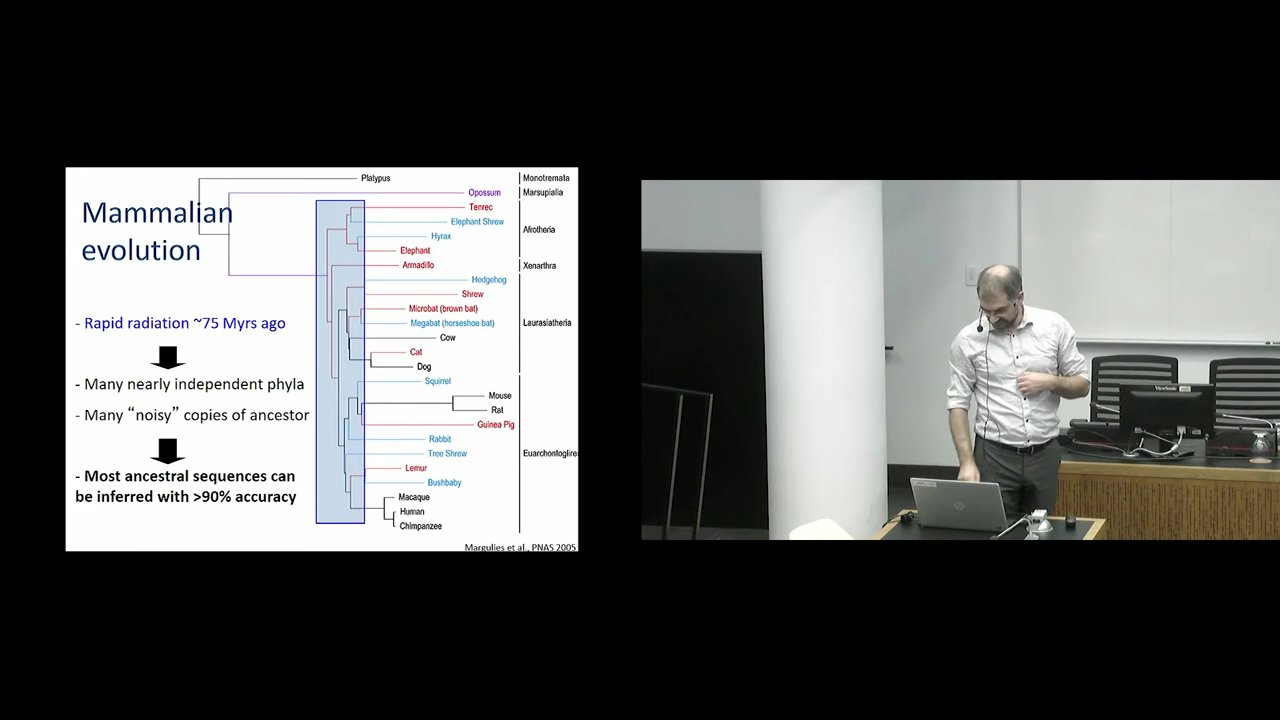 Mammalian
evolution
- Rapid radiation ~75 Myrs ago
- Many nearly independent phyla
- Many “noisy” copies of ancestor
- Most ancestral sequences can
be inferred with >90% accuracy
Platypus
Opossum
Tenrec
Elephant Shrew
Hyrax
Elephant
Armadillo
Hedgehog
Shrew
Microbat (brown bat)
Megabat (horseshoe bat)
Cow
Cat
Dog
Squirrel
Mouse
Rat
Guinea Pig
Rabbit
Tree Shrew
Lemur
Bushbaby
Macaque
Human
Chimpanzee
Monotremata
Marsupialia
Afrotheria
Xenarthra
Laurasiatheria
Euarchontoglires
Margulies et al., PNAS 2005
ViewSonic
hp